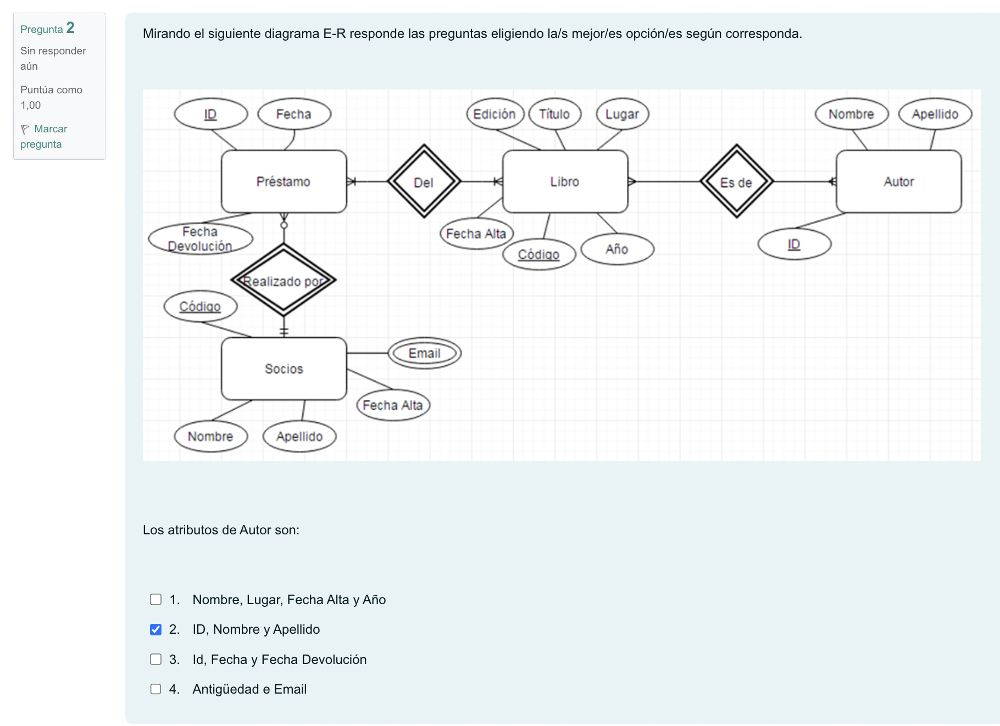 Pregunta 2
Sin responder
aún
Puntúa como
1,00
Marcar
pregunta
Mirando el siguiente diagrama E-R responde las preguntas eligiendo la/s mejor/es opción/es según corresponda.
ID
Fecha
Edición
Título
Lugar
Nombre
Apellido
Préstamo
Del
Libro
Es de
Autor
Fecha
Devolución
Fecha Alta
Código
Año
ID
Realizado por
Código
Socios
Email
Fecha Alta
Nombre
Apellido
Los atributos de Autor son:
1. Nombre, Lugar, Fecha Alta y Año
2. ID, Nombre y Apellido
3. Id, Fecha y Fecha Devolución
4. Antigüedad e Email